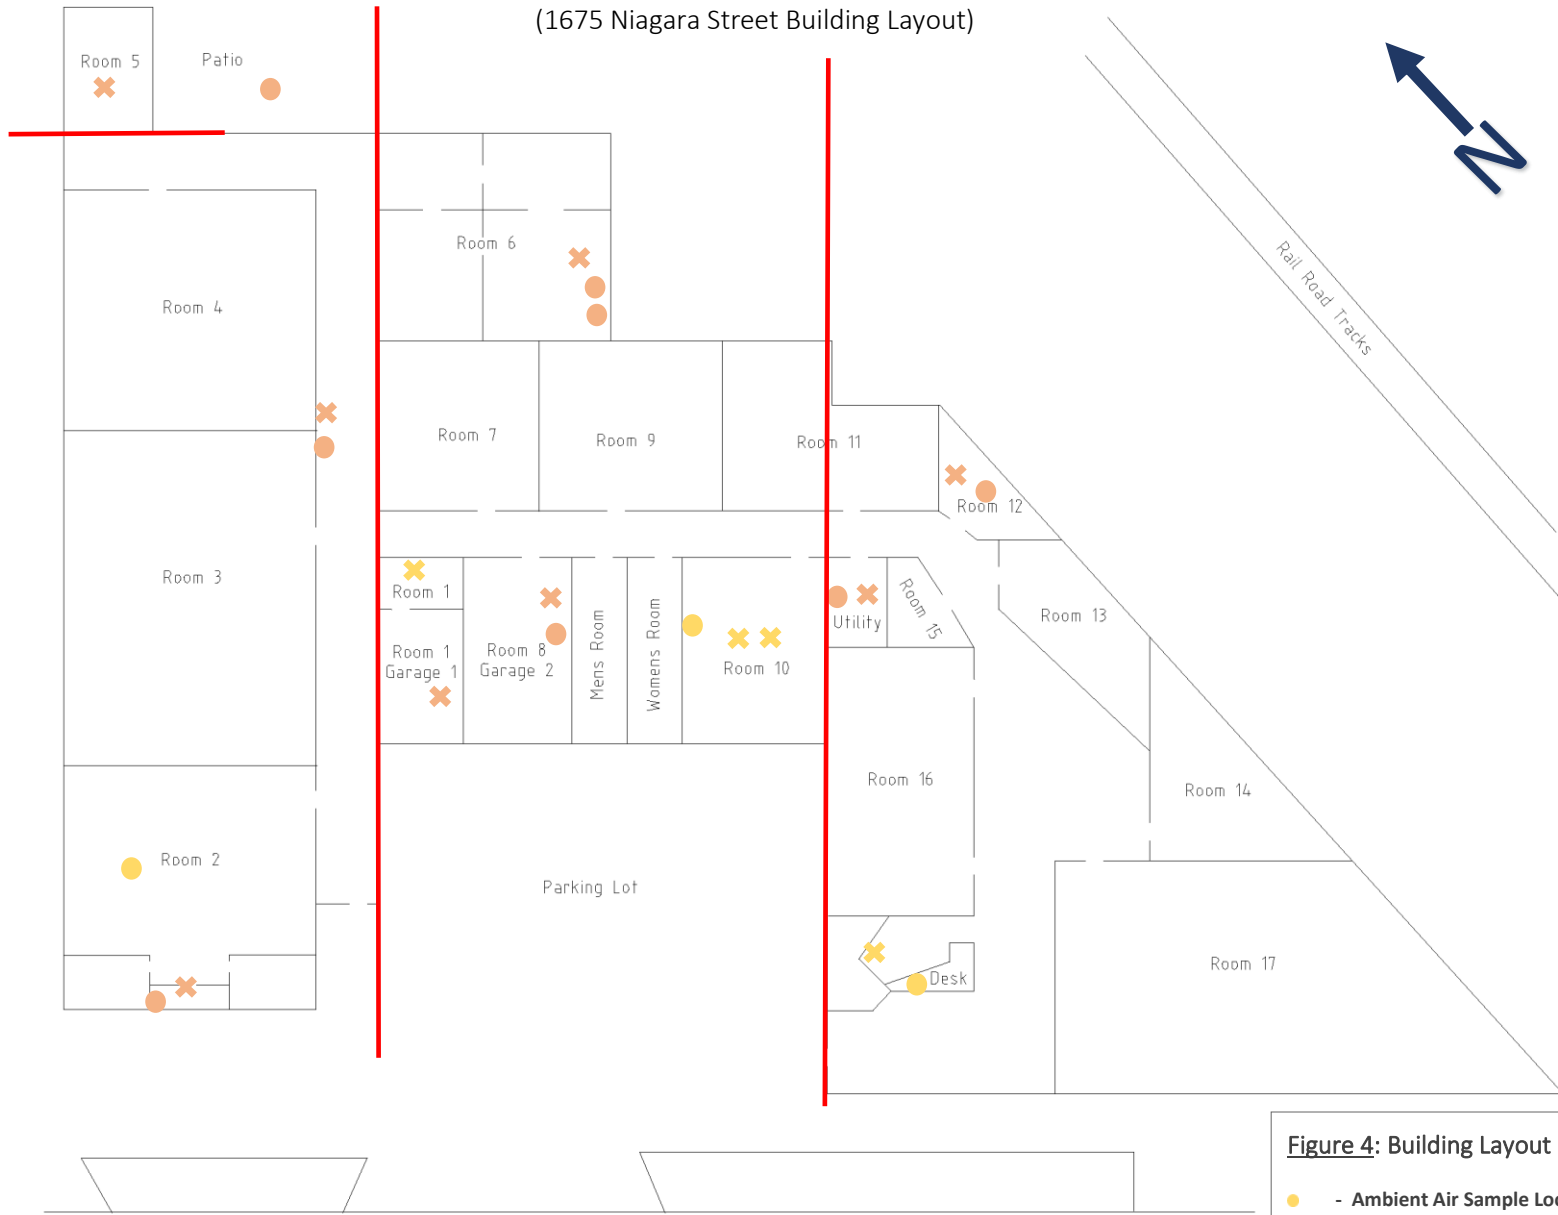 (1675 Niagara Street Building Layout)
Room 5
Patio
N
Room 6
Rail Road Tracks
Room 4
Room 7
Room 9
Room 11
Room 12
Room 3
Room 1
Room 1
Garage 1
Room 8
Garage 2
Mens Room
Womens Room
Room 10
Utility
Room 15
Room 13
Room 16
Room 14
Room 2
Parking Lot
Desk
Room 17
Figure 4: Building Layout
- Ambient Air Sample